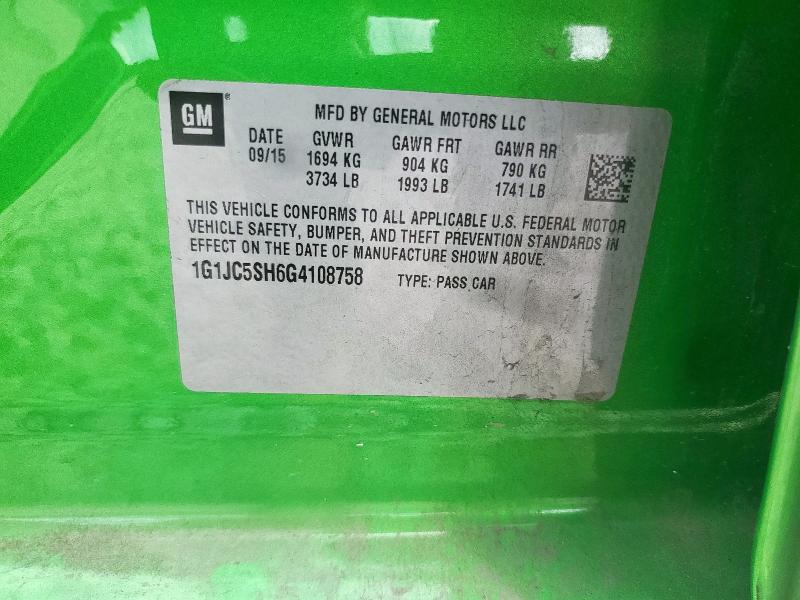 GM®
MFD BY GENERAL MOTORS LLC
DATE GVWR GAWR FRT GAWR RR
09/15 1694 KG 904 KG 790 KG
3734 LB 1993 LB 1741 LB
THIS VEHICLE CONFORMS TO ALL APPLICABLE U.S. FEDERAL MOTOR
VEHICLE SAFETY, BUMPER, AND THEFT PREVENTION STANDARDS IN
EFFECT ON THE DATE OF MANUFACTURE SHOWN ABOVE.
1G1JC5SH6G4108758 TYPE: PASS CAR